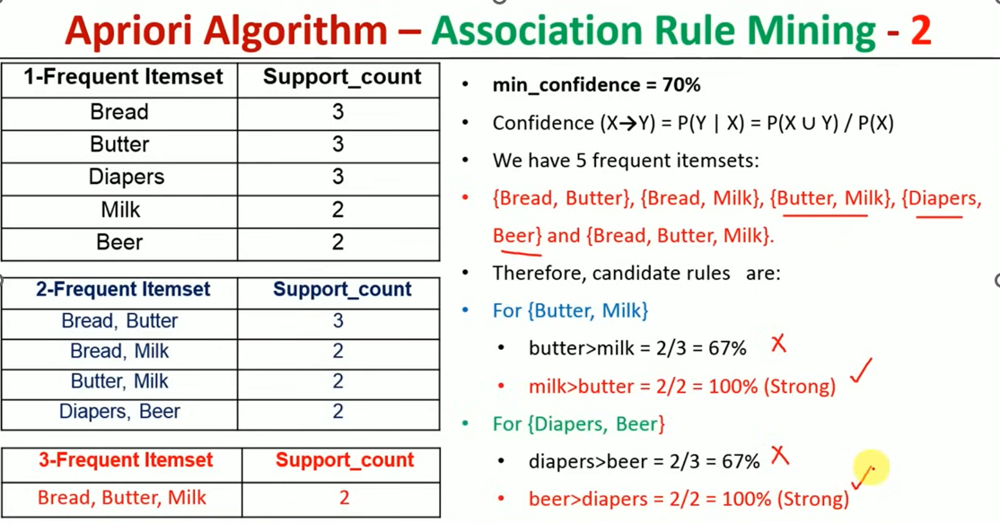 Apriori Algorithm – Association Rule Mining - 2
1-Frequent Itemset Support_count
Bread 3
Butter 3
Diapers 3
Milk 2
Beer 2
2-Frequent Itemset Support_count
Bread, Butter 3
Bread, Milk 2
Butter, Milk 2
Diapers, Beer 2
3-Frequent Itemset Support_count
Bread, Butter, Milk 2
• min_confidence = 70%
• Confidence (X→Y) = P(Y | X) = P(X ∪ Y) / P(X)
• We have 5 frequent itemsets:
• {Bread, Butter}, {Bread, Milk}, {Butter, Milk}, {Diapers,
Beer} and {Bread, Butter, Milk}.
• Therefore, candidate rules are:
• For {Butter, Milk}
• butter>milk = 2/3 = 67% X
• milk>butter = 2/2 = 100% (Strong) ✓
• For {Diapers, Beer}
• diapers>beer = 2/3 = 67% X
• beer>diapers = 2/2 = 100% (Strong) ✓